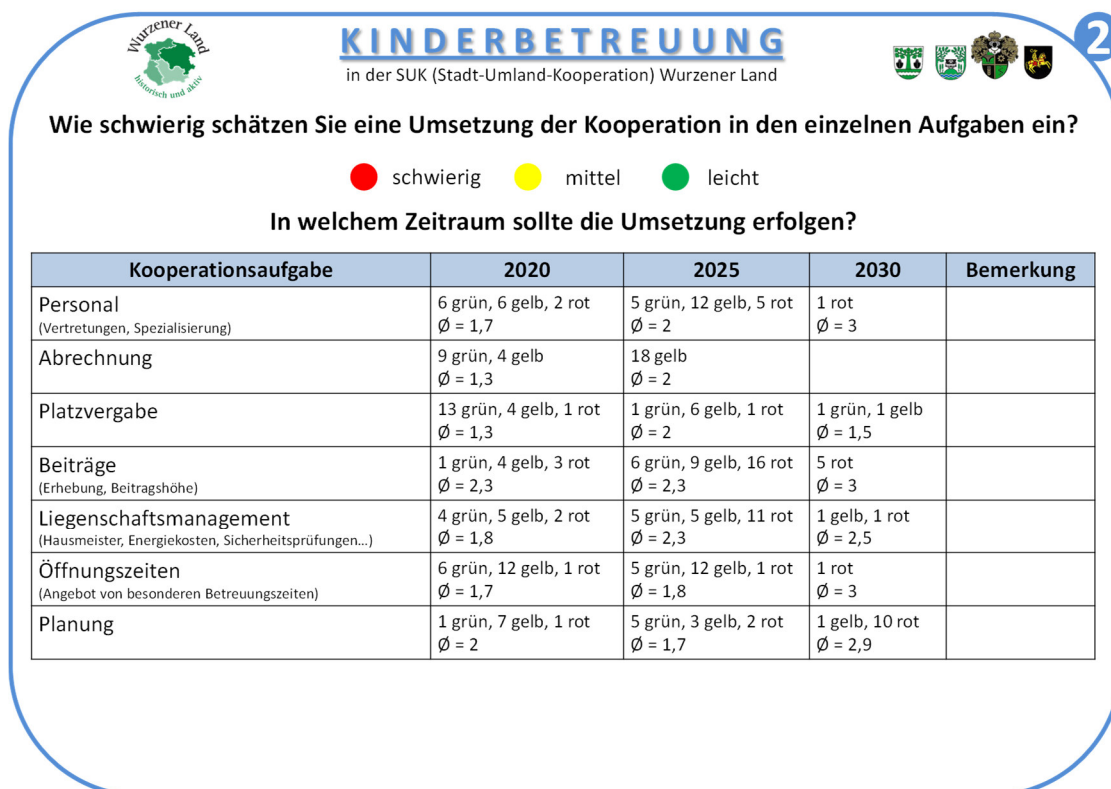 Wurzener Land
historisch und aktiv
KINDERBETREUUNG
in der SUK (Stadt-Umland-Kooperation) Wurzener Land
2
Wie schwierig schätzen Sie eine Umsetzung der Kooperation in den einzelnen Aufgaben ein?
schwierig mittel leicht
In welchem Zeitraum sollte die Umsetzung erfolgen?
Kooperationsaufgabe 2020 2025 2030 Bemerkung
Personal 6 grün, 6 gelb, 2 rot 5 grün, 12 gelb, 5 rot 1 rot
(Vertretungen, Spezialisierung) Ø = 1,7 Ø = 2 Ø = 3
Abrechnung 9 grün, 4 gelb 18 gelb
Ø = 1,3 Ø = 2
Platzvergabe 13 grün, 4 gelb, 1 rot 1 grün, 6 gelb, 1 rot 1 grün, 1 gelb
Ø = 1,3 Ø = 2 Ø = 1,5
Beiträge 1 grün, 4 gelb, 3 rot 6 grün, 9 gelb, 16 rot 5 rot
(Erhebung, Beitragshöhe) Ø = 2,3 Ø = 2,3 Ø = 3
Liegenschaftsmanagement 4 grün, 5 gelb, 2 rot 5 grün, 5 gelb, 11 rot 1 gelb, 1 rot
(Hausmeister, Energiekosten, Sicherheitsprüfungen...) Ø = 1,8 Ø = 2,3 Ø = 2,5
Öffnungszeiten 6 grün, 12 gelb, 1 rot 5 grün, 12 gelb, 1 rot 1 rot
(Angebot von besonderen Betreuungszeiten) Ø = 1,7 Ø = 1,8 Ø = 3
Planung 1 grün, 7 gelb, 1 rot 5 grün, 3 gelb, 2 rot 1 gelb, 10 rot
Ø = 2 Ø = 1,7 Ø = 2,9